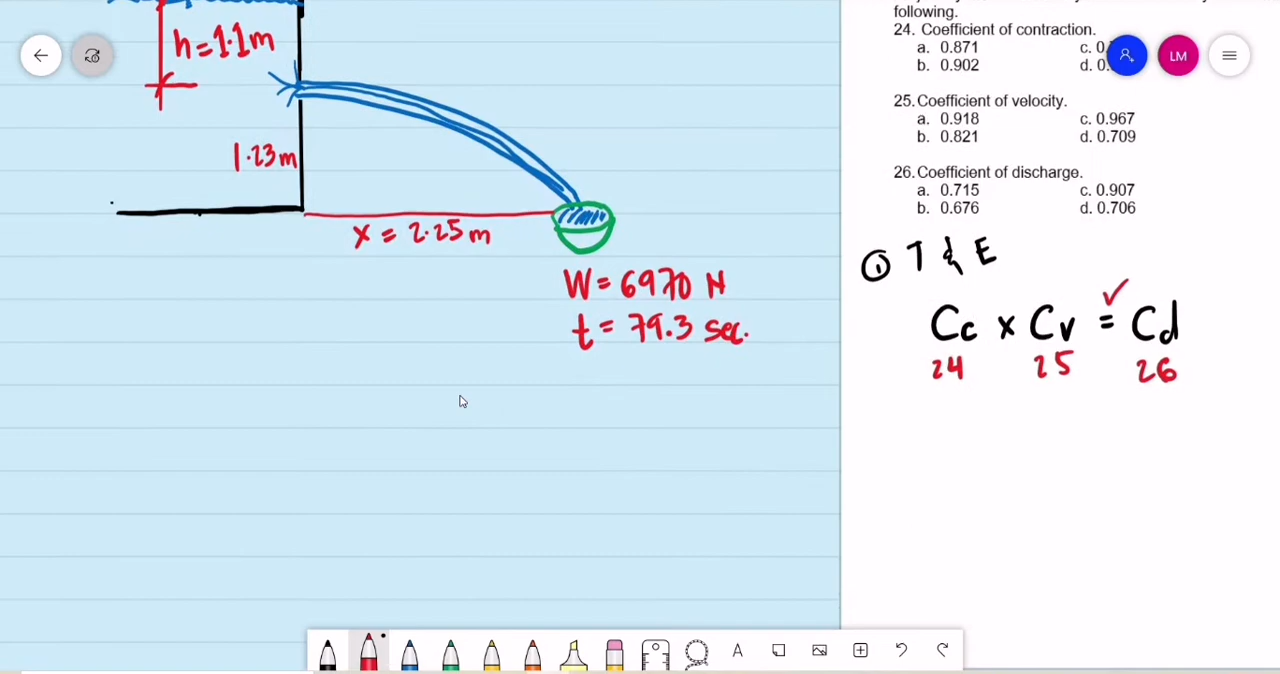 h = 1.1m
1.23m
x = 2.25 m
W = 6970 N
t = 79.3 sec.
following.
24. Coefficient of contraction.
a. 0.871
c. 0.
b. 0.902
d. 0.
LM
25. Coefficient of velocity.
a. 0.918
c. 0.967
b. 0.821
d. 0.709
26. Coefficient of discharge.
a. 0.715
c. 0.907
b. 0.676
d. 0.706
① T & E
Cc x Cv = Cd
24 25 26
A